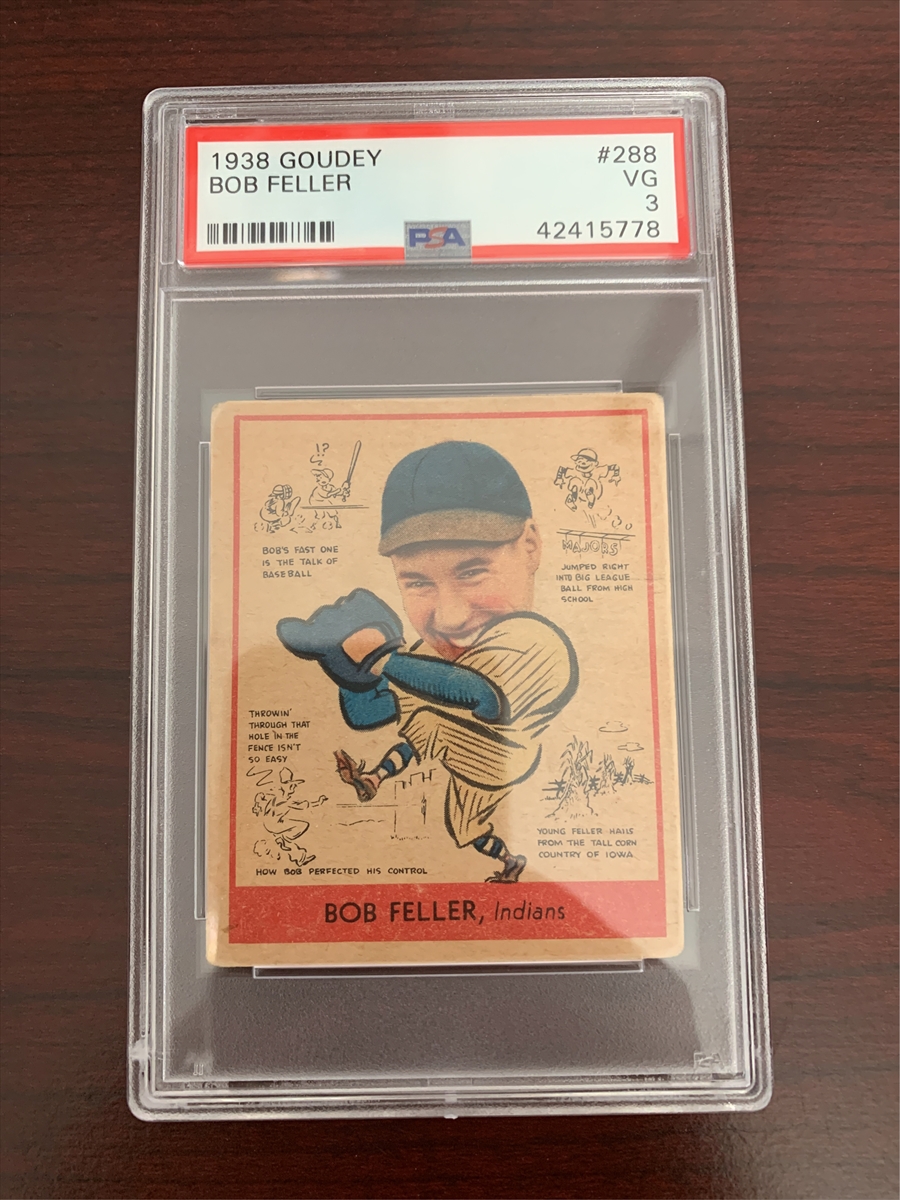 1938 GOUDEY #288
BOB FELLER VG
3
PSA 42415778
!?
BOB'S FAST ONE
IS THE TALK OF
BASEBALL
MAJORS
JUMPED RIGHT
INTO BIG LEAGUE
BALL FROM HIGH
SCHOOL
'THROWIN'
THROUGH THAT
HOLE IN THE
FENCE ISN'T
SO EASY
HOW BOB PERFECTED HIS CONTROL
YOUNG FELLER HAILS
FROM THE TALL CORN
COUNTRY OF IOWA
BOB FELLER, Indians